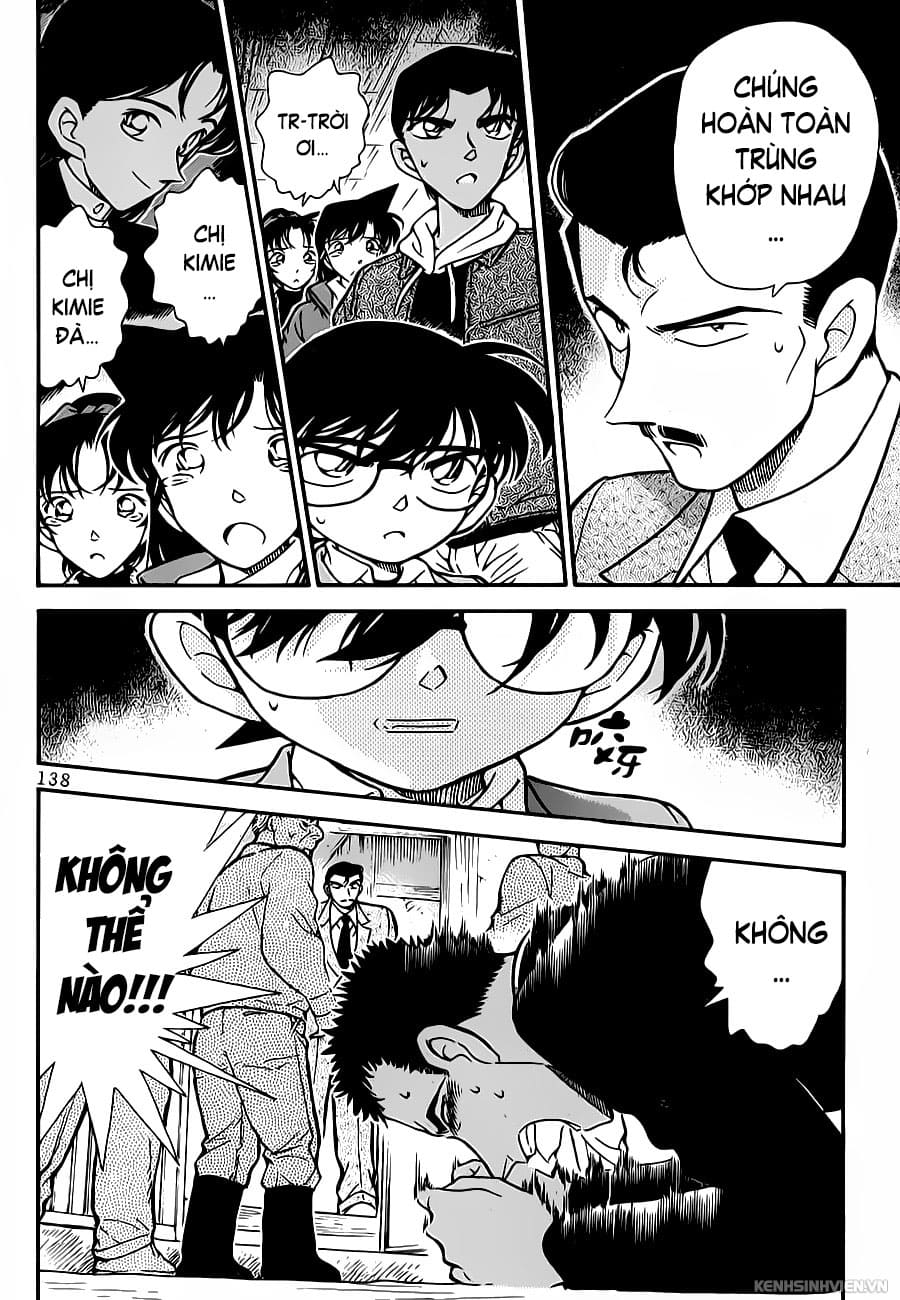 CHÚNG
HOÀN TOÀN
TRÙNG
KHỚP NHAU
...
TR-TRỜI
ƠI...
CHỊ
KIMIE
...
CHỊ
KIMIE
ĐÀ...
138
KHÔNG
...
KHÔNG
THỂ
NÀO!!!
KENHSINHVIEN.VN